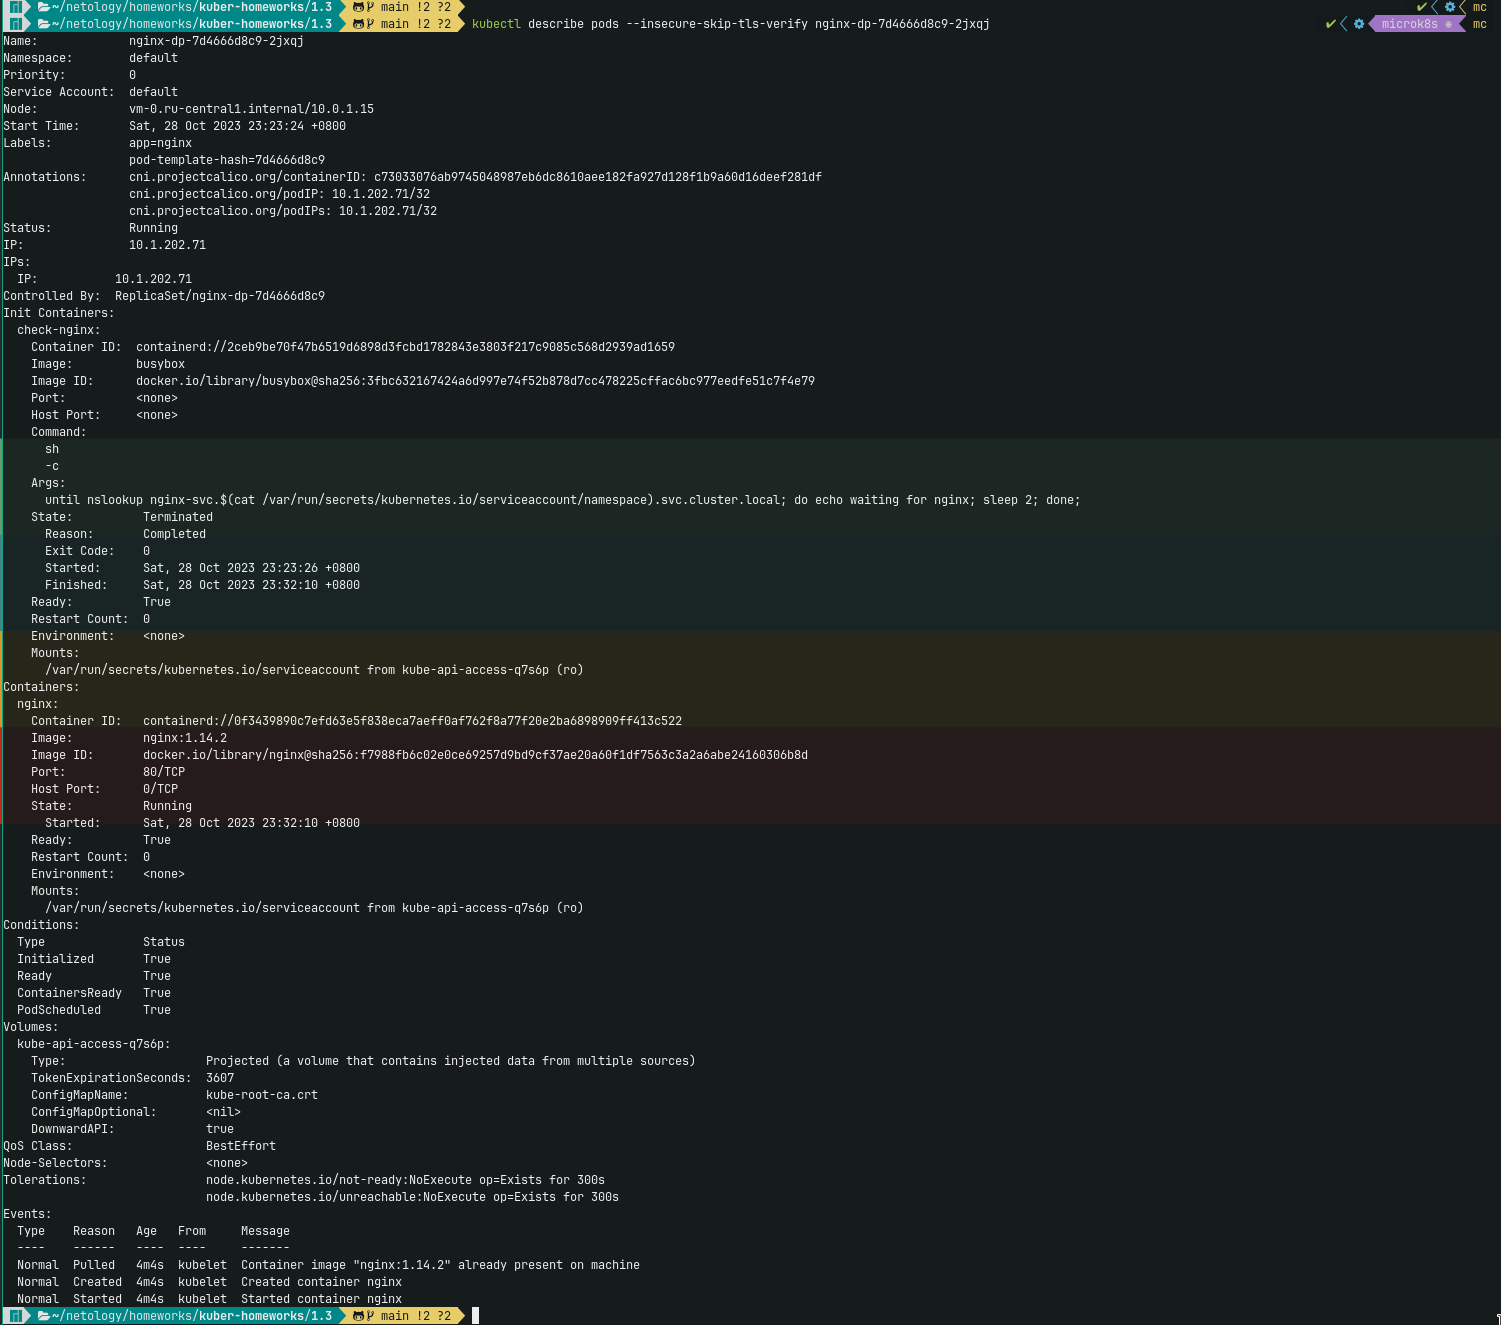 ~/netology/homeworks/kuber-homeworks/1.3 main !2 ?2 mc
~/netology/homeworks/kuber-homeworks/1.3 main !2 ?2 kubectl describe pods --insecure-skip-tls-verify nginx-dp-7d4666d8c9-2jxqj ✔ microk8s ⎈ mc
Name:             nginx-dp-7d4666d8c9-2jxqj
Namespace:        default
Priority:         0
Service Account:  default
Node:             vm-0.ru-central1.internal/10.0.1.15
Start Time:       Sat, 28 Oct 2023 23:23:24 +0800
Labels:           app=nginx
                  pod-template-hash=7d4666d8c9
Annotations:      cni.projectcalico.org/containerID: c73033076ab9745048987eb6dc8610aee182fa927d128f1b9a60d16deef281df
                  cni.projectcalico.org/podIP: 10.1.202.71/32
                  cni.projectcalico.org/podIPs: 10.1.202.71/32
Status:           Running
IP:               10.1.202.71
IPs:
  IP:           10.1.202.71
Controlled By:  ReplicaSet/nginx-dp-7d4666d8c9
Init Containers:
  check-nginx:
    Container ID:  containerd://2ceb9be70f47b6519d6898d3fcbd1782843e3803f217c9085c568d2939ad1659
    Image:         busybox
    Image ID:      docker.io/library/busybox@sha256:3fbc632167424a6d997e74f52b878d7cc478225cffac6bc977eedfe51c7f4e79
    Port:          <none>
    Host Port:     <none>
    Command:
      sh
      -c
    Args:
      until nslookup nginx-svc.$(cat /var/run/secrets/kubernetes.io/serviceaccount/namespace).svc.cluster.local; do echo waiting for nginx; sleep 2; done;
    State:          Terminated
      Reason:       Completed
      Exit Code:    0
      Started:      Sat, 28 Oct 2023 23:23:26 +0800
      Finished:     Sat, 28 Oct 2023 23:32:10 +0800
    Ready:          True
    Restart Count:  0
    Environment:    <none>
    Mounts:
      /var/run/secrets/kubernetes.io/serviceaccount from kube-api-access-q7s6p (ro)
Containers:
  nginx:
    Container ID:   containerd://0f3439890c7efd63e5f838eca7aeff0af762f8a77f20e2ba6898909ff413c522
    Image:          nginx:1.14.2
    Image ID:       docker.io/library/nginx@sha256:f7988fb6c02e0ce69257d9bd9cf37ae20a60f1df7563c3a2a6abe24160306b8d
    Port:           80/TCP
    Host Port:      0/TCP
    State:          Running
      Started:      Sat, 28 Oct 2023 23:32:10 +0800
    Ready:          True
    Restart Count:  0
    Environment:    <none>
    Mounts:
      /var/run/secrets/kubernetes.io/serviceaccount from kube-api-access-q7s6p (ro)
Conditions:
  Type              Status
  Initialized       True
  Ready             True
  ContainersReady   True
  PodScheduled      True
Volumes:
  kube-api-access-q7s6p:
    Type:                    Projected (a volume that contains injected data from multiple sources)
    TokenExpirationSeconds:  3607
    ConfigMapName:           kube-root-ca.crt
    ConfigMapOptional:       <nil>
    DownwardAPI:             true
QoS Class:                   BestEffort
Node-Selectors:              <none>
Tolerations:                 node.kubernetes.io/not-ready:NoExecute op=Exists for 300s
                             node.kubernetes.io/unreachable:NoExecute op=Exists for 300s
Events:
  Type    Reason   Age   From     Message
  ----    ------   ----  ----     -------
  Normal  Pulled   4m4s  kubelet  Container image "nginx:1.14.2" already present on machine
  Normal  Created  4m4s  kubelet  Created container nginx
  Normal  Started  4m4s  kubelet  Started container nginx
~/netology/homeworks/kuber-homeworks/1.3 main !2 ?2